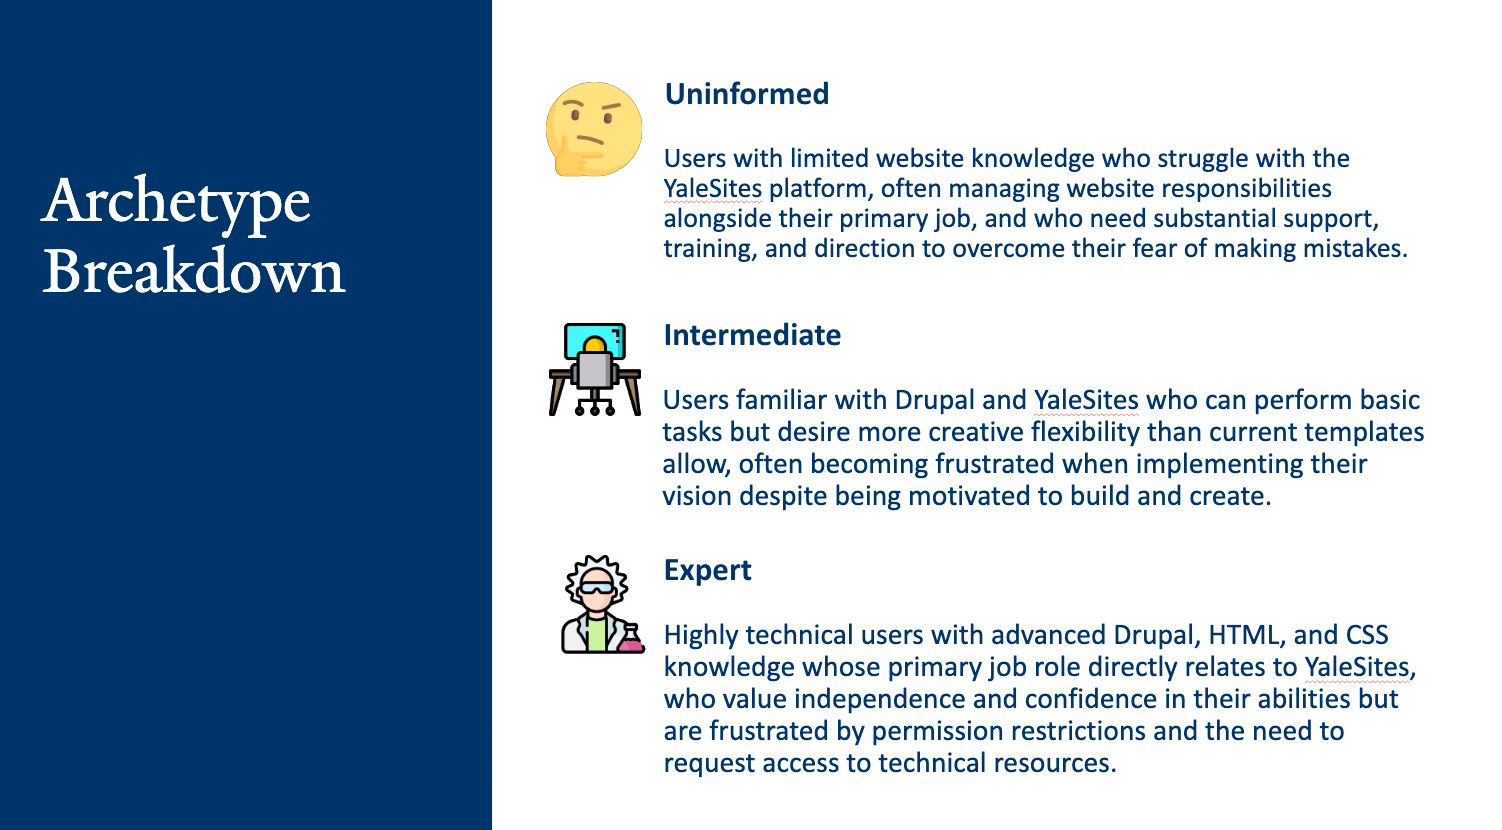 Archetype
Breakdown
Uninformed
Users with limited website knowledge who struggle with the
YaleSites platform, often managing website responsibilities
alongside their primary job, and who need substantial support,
training, and direction to overcome their fear of making mistakes.
Intermediate
Users familiar with Drupal and YaleSites who can perform basic
tasks but desire more creative flexibility than current templates
allow, often becoming frustrated when implementing their
vision despite being motivated to build and create.
Expert
Highly technical users with advanced Drupal, HTML, and CSS
knowledge whose primary job role directly relates to YaleSites,
who value independence and confidence in their abilities but
are frustrated by permission restrictions and the need to
request access to technical resources.